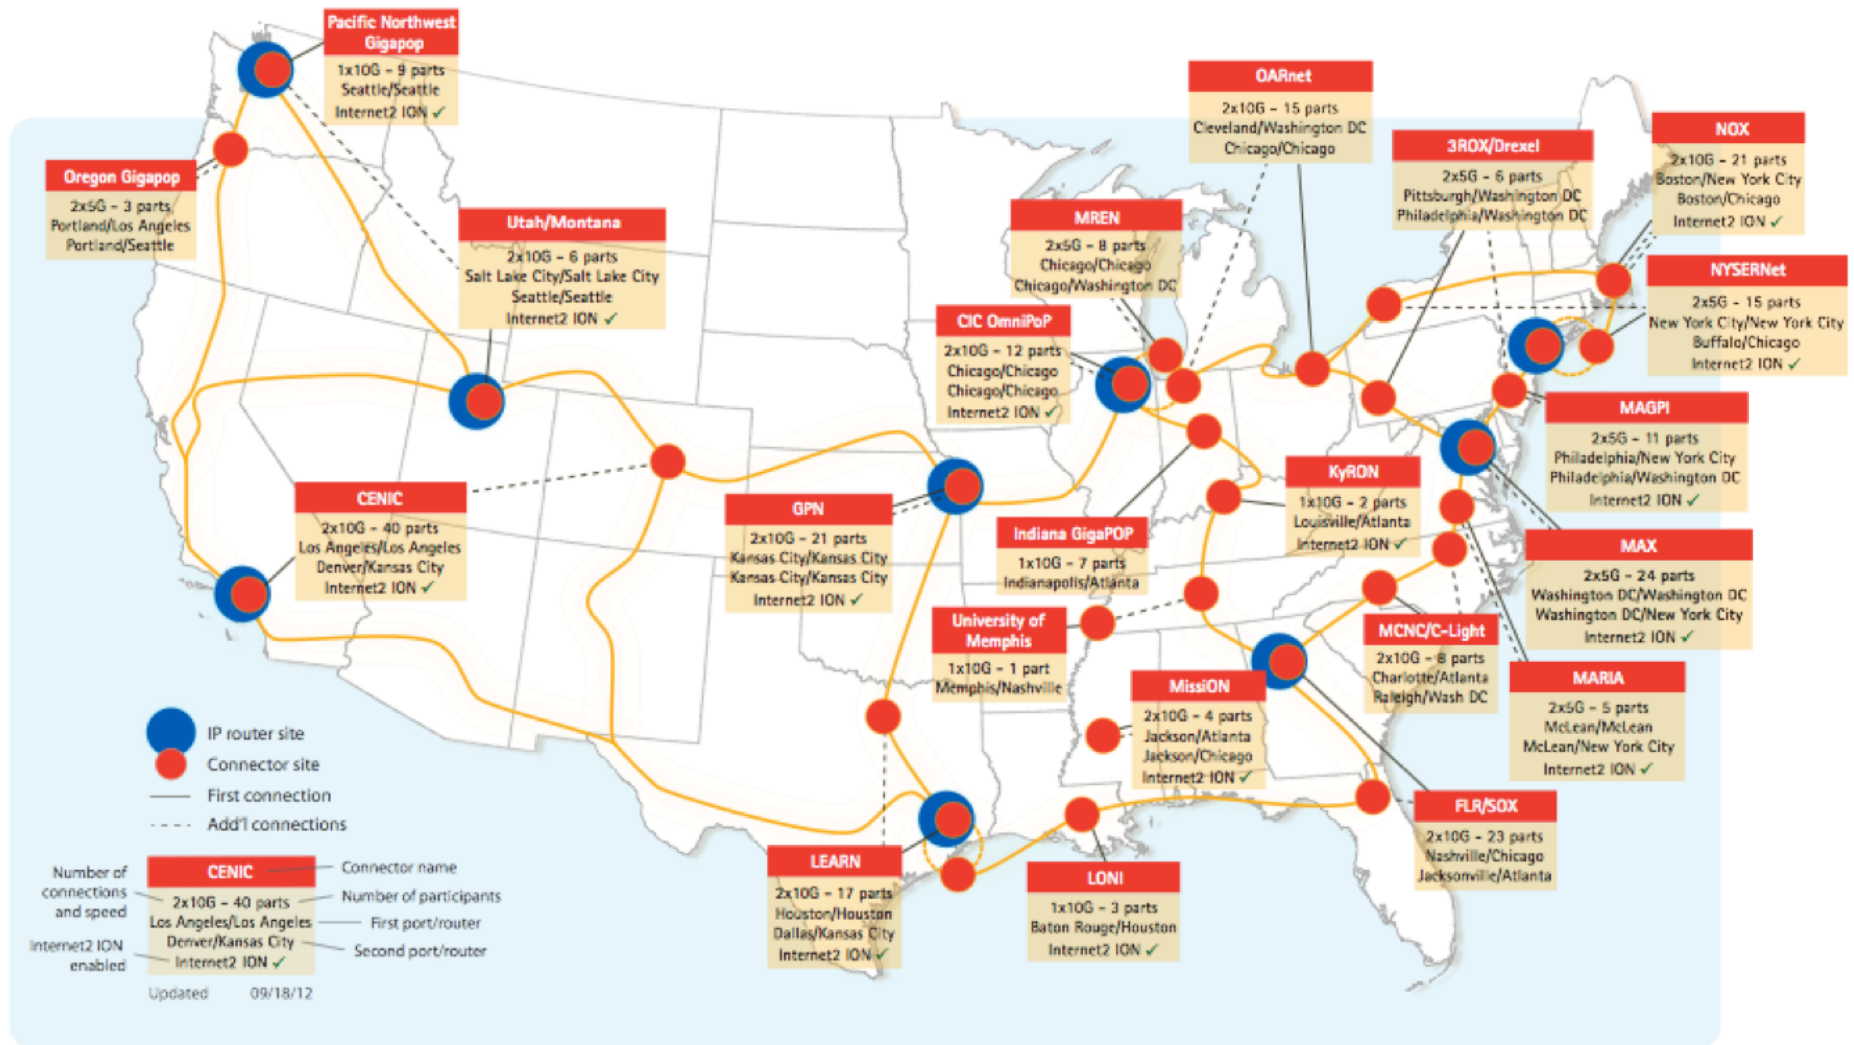 Pacific Northwest
Gigapop
1x10G – 9 parts
Seattle/Seattle
Internet2 ION ✓
Oregon Gigapop
2x5G – 3 parts
Portland/Los Angeles
Portland/Seattle
Utah/Montana
2x10G – 6 parts
Salt Lake City/Salt Lake City
Seattle/Seattle
Internet2 ION ✓
OARnet
2x10G – 15 parts
Cleveland/Washington DC
Chicago/Chicago
3ROX/Drexel
2x5G – 6 parts
Pittsburgh/Washington DC
Philadelphia/Washington DC
NOX
2x10G – 21 parts
Boston/New York City
Boston/Chicago
Internet2 ION ✓
MREN
2x5G – 8 parts
Chicago/Chicago
Chicago/Washington DC
NYSERNet
2x5G – 15 parts
New York City/New York City
Buffalo/Chicago
Internet2 ION ✓
CIC OmniPoP
2x10G – 12 parts
Chicago/Chicago
Chicago/Chicago
Internet2 ION ✓
MAGPI
2x5G – 11 parts
Philadelphia/New York City
Philadelphia/Washington DC
Internet2 ION ✓
CENIC
2x10G – 40 parts
Los Angeles/Los Angeles
Denver/Kansas City
Internet2 ION ✓
GPN
2x10G – 21 parts
Kansas City/Kansas City
Kansas City/Kansas City
Internet2 ION ✓
KyRON
1x10G – 2 parts
Louisville/Atlanta
Internet2 ION ✓
Indiana GigaPOP
1x10G – 7 parts
Indianapolis/Atlanta
MAX
2x5G – 24 parts
Washington DC/Washington DC
Washington DC/New York City
Internet2 ION ✓
University of
Memphis
1x10G – 1 part
Memphis/Nashville
MCNC/C-Light
2x10G – 8 parts
Charlotte/Atlanta
Raleigh/Wash DC
MissiON
2x10G – 4 parts
Jackson/Atlanta
Jackson/Chicago
Internet2 ION ✓
MARIA
2x5G – 5 parts
McLean/McLean
McLean/New York City
Internet2 ION ✓
FLR/SOX
2x10G – 23 parts
Nashville/Chicago
Jacksonville/Atlanta
LEARN
2x10G – 17 parts
Houston/Houston
Dallas/Kansas City
Internet2 ION ✓
LONI
1x10G – 3 parts
Baton Rouge/Houston
Internet2 ION ✓
IP router site
Connector site
First connection
Add'l connections
Number of
connections
and speed
Internet2 ION
enabled
CENIC
2x10G – 40 parts
Los Angeles/Los Angeles
Denver/Kansas City
Internet2 ION ✓
Connector name
Number of participants
First port/router
Second port/router
Updated 09/18/12